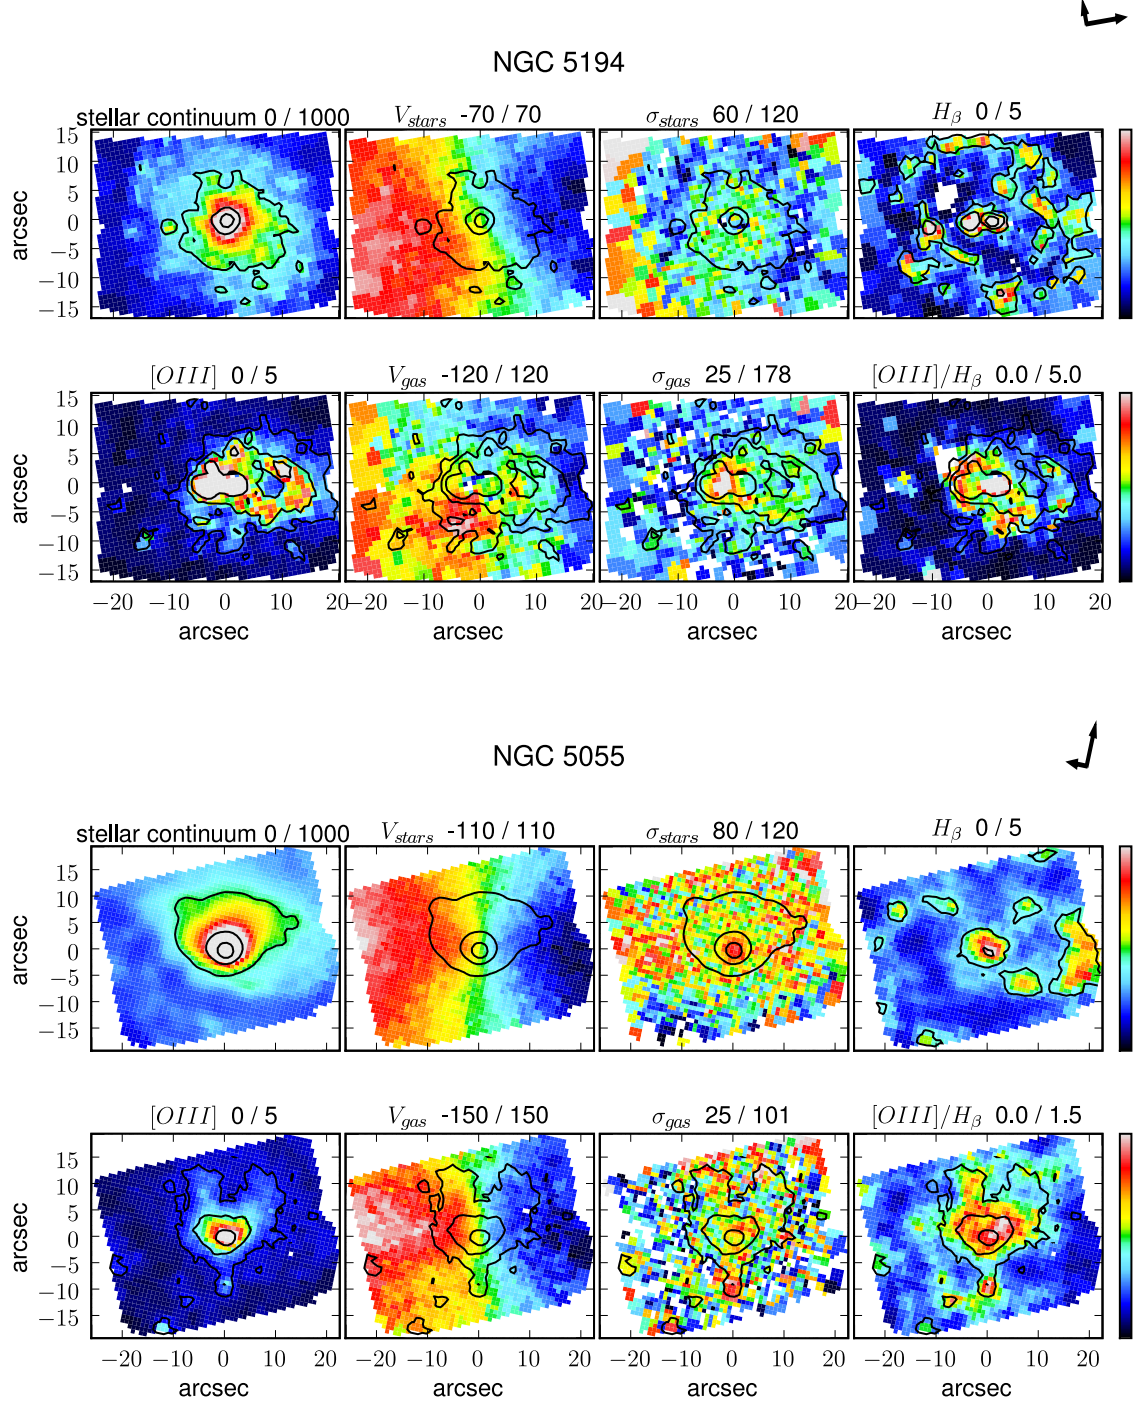 NGC 5194
stellar continuum 0 / 1000 V_stars -70 / 70 σ_stars 60 / 120 H_β 0 / 5
15
10
5
0
−5
−10
−15
arcsec
[OIII] 0 / 5 V_gas -120 / 120 σ_gas 25 / 178 [OIII]/H_β 0.0 / 5.0
15
10
5
0
−5
−10
−15
arcsec
−20 −10 0 10 20 −20 −10 0 10 20 −20 −10 0 10 20 −20 −10 0 10 20
arcsec arcsec arcsec arcsec
NGC 5055
stellar continuum 0 / 1000 V_stars -110 / 110 σ_stars 80 / 120 H_β 0 / 5
15
10
5
0
−5
−10
−15
arcsec
[OIII] 0 / 5 V_gas -150 / 150 σ_gas 25 / 101 [OIII]/H_β 0.0 / 1.5
15
10
5
0
−5
−10
−15
arcsec
−20 −10 0 10 20 −20 −10 0 10 20 −20 −10 0 10 20 −20 −10 0 10 20
arcsec arcsec arcsec arcsec